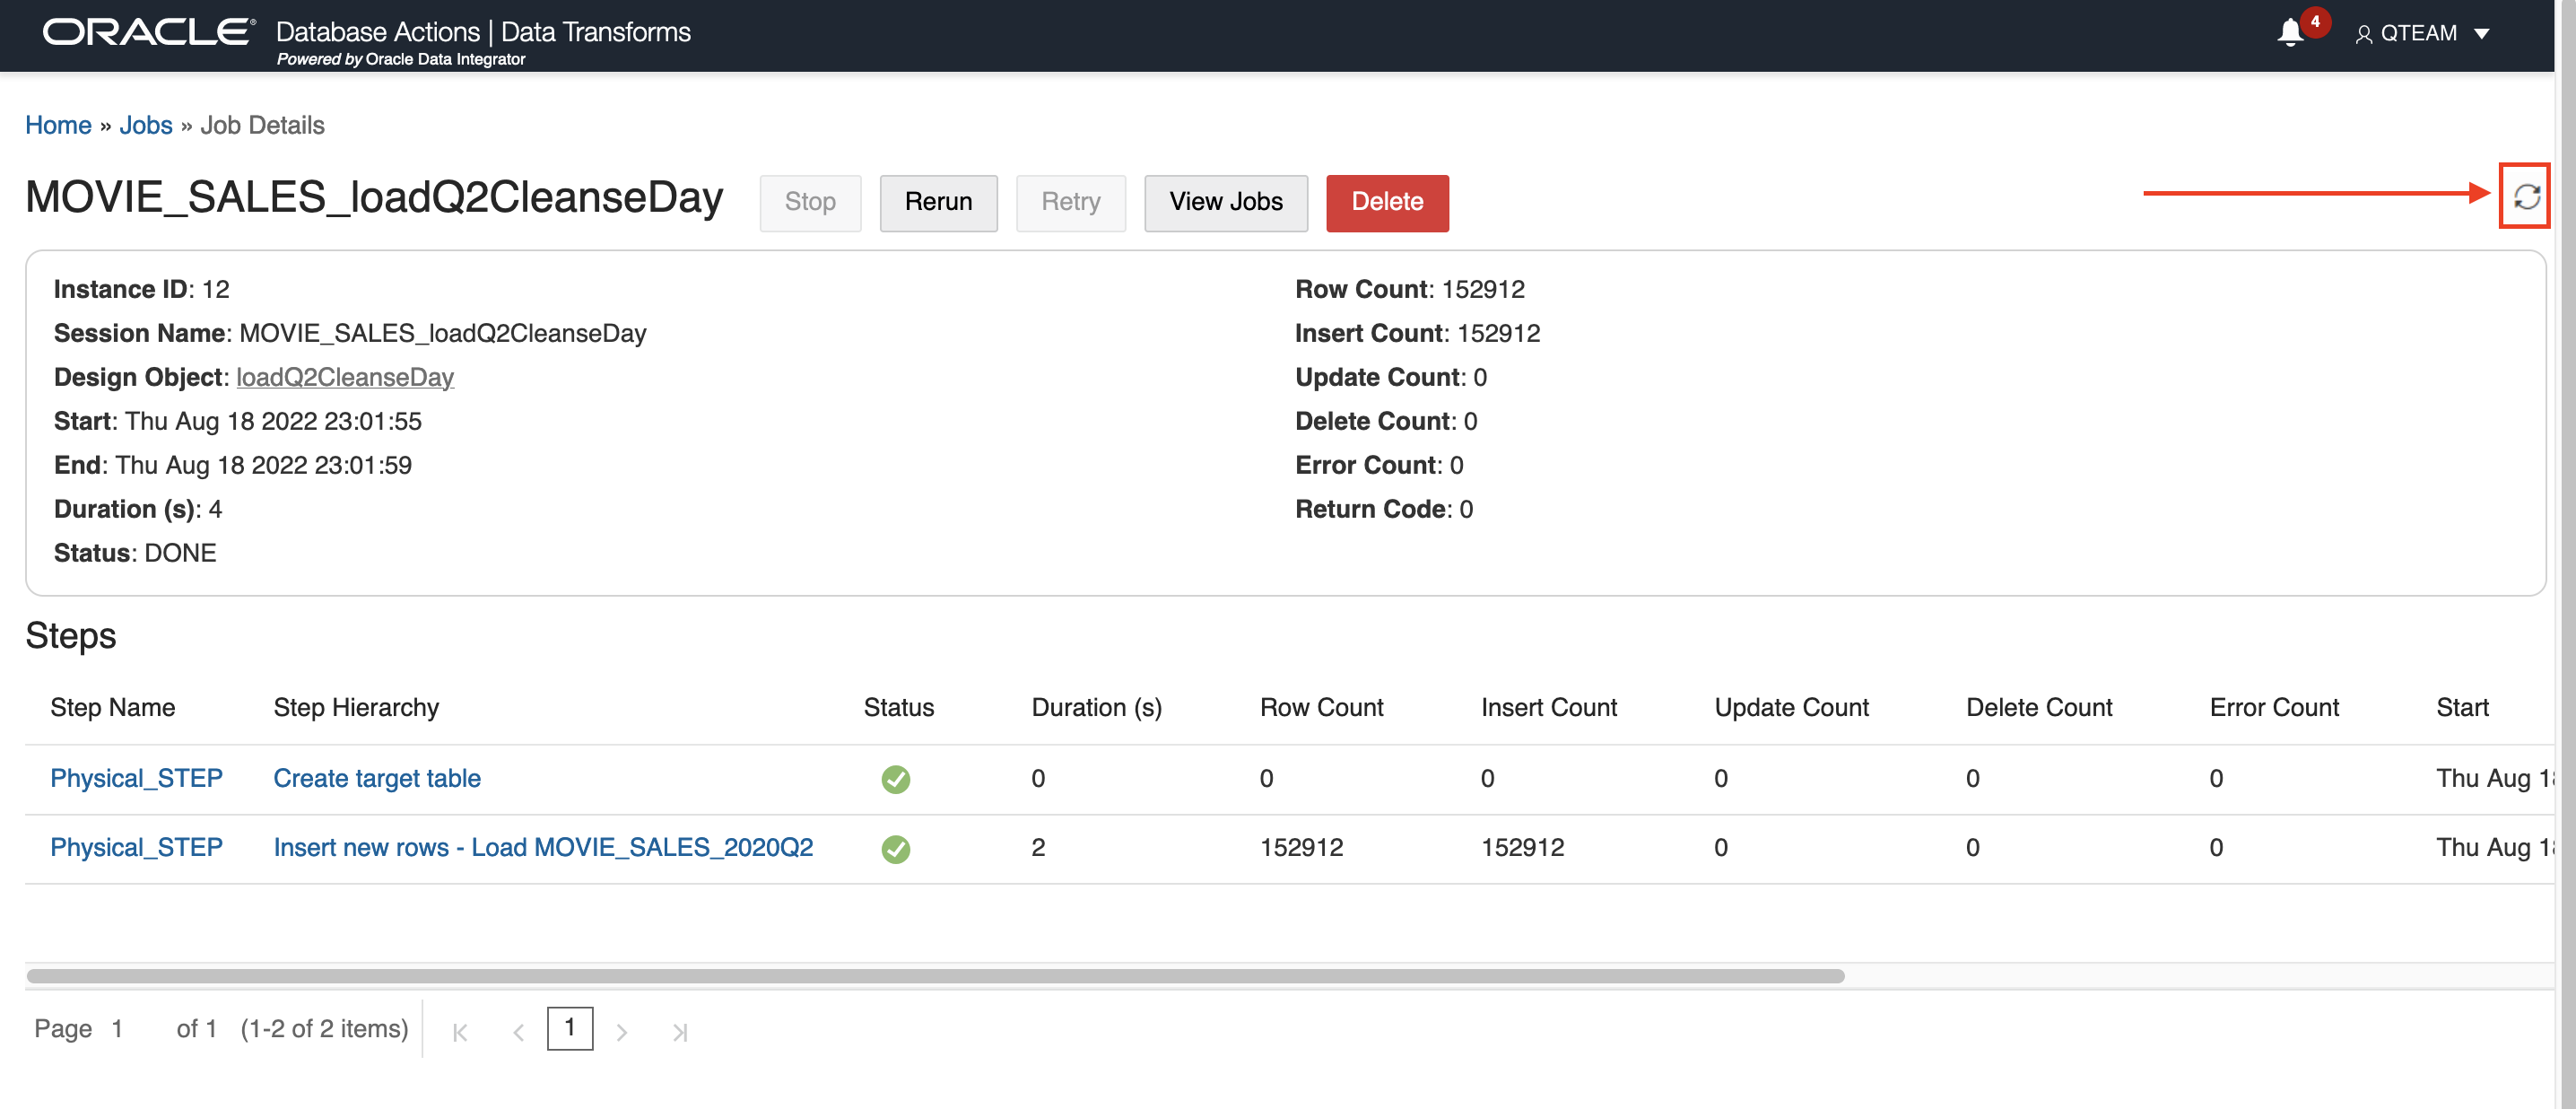 ORACLE® Database Actions | Data Transforms
Powered by Oracle Data Integrator
4
QTEAM
Home » Jobs » Job Details
MOVIE_SALES_loadQ2CleanseDay Stop Rerun Retry View Jobs Delete
Instance ID: 12
Session Name: MOVIE_SALES_loadQ2CleanseDay
Design Object: loadQ2CleanseDay
Start: Thu Aug 18 2022 23:01:55
End: Thu Aug 18 2022 23:01:59
Duration (s): 4
Status: DONE
Row Count: 152912
Insert Count: 152912
Update Count: 0
Delete Count: 0
Error Count: 0
Return Code: 0
Steps
Step Name Step Hierarchy Status Duration (s) Row Count Insert Count Update Count Delete Count Error Count Start
Physical_STEP Create target table 0 0 0 0 0 0 Thu Aug 18
Physical_STEP Insert new rows - Load MOVIE_SALES_2020Q2 2 152912 152912 0 0 0 Thu Aug 18
Page 1 of 1 (1-2 of 2 items) 1